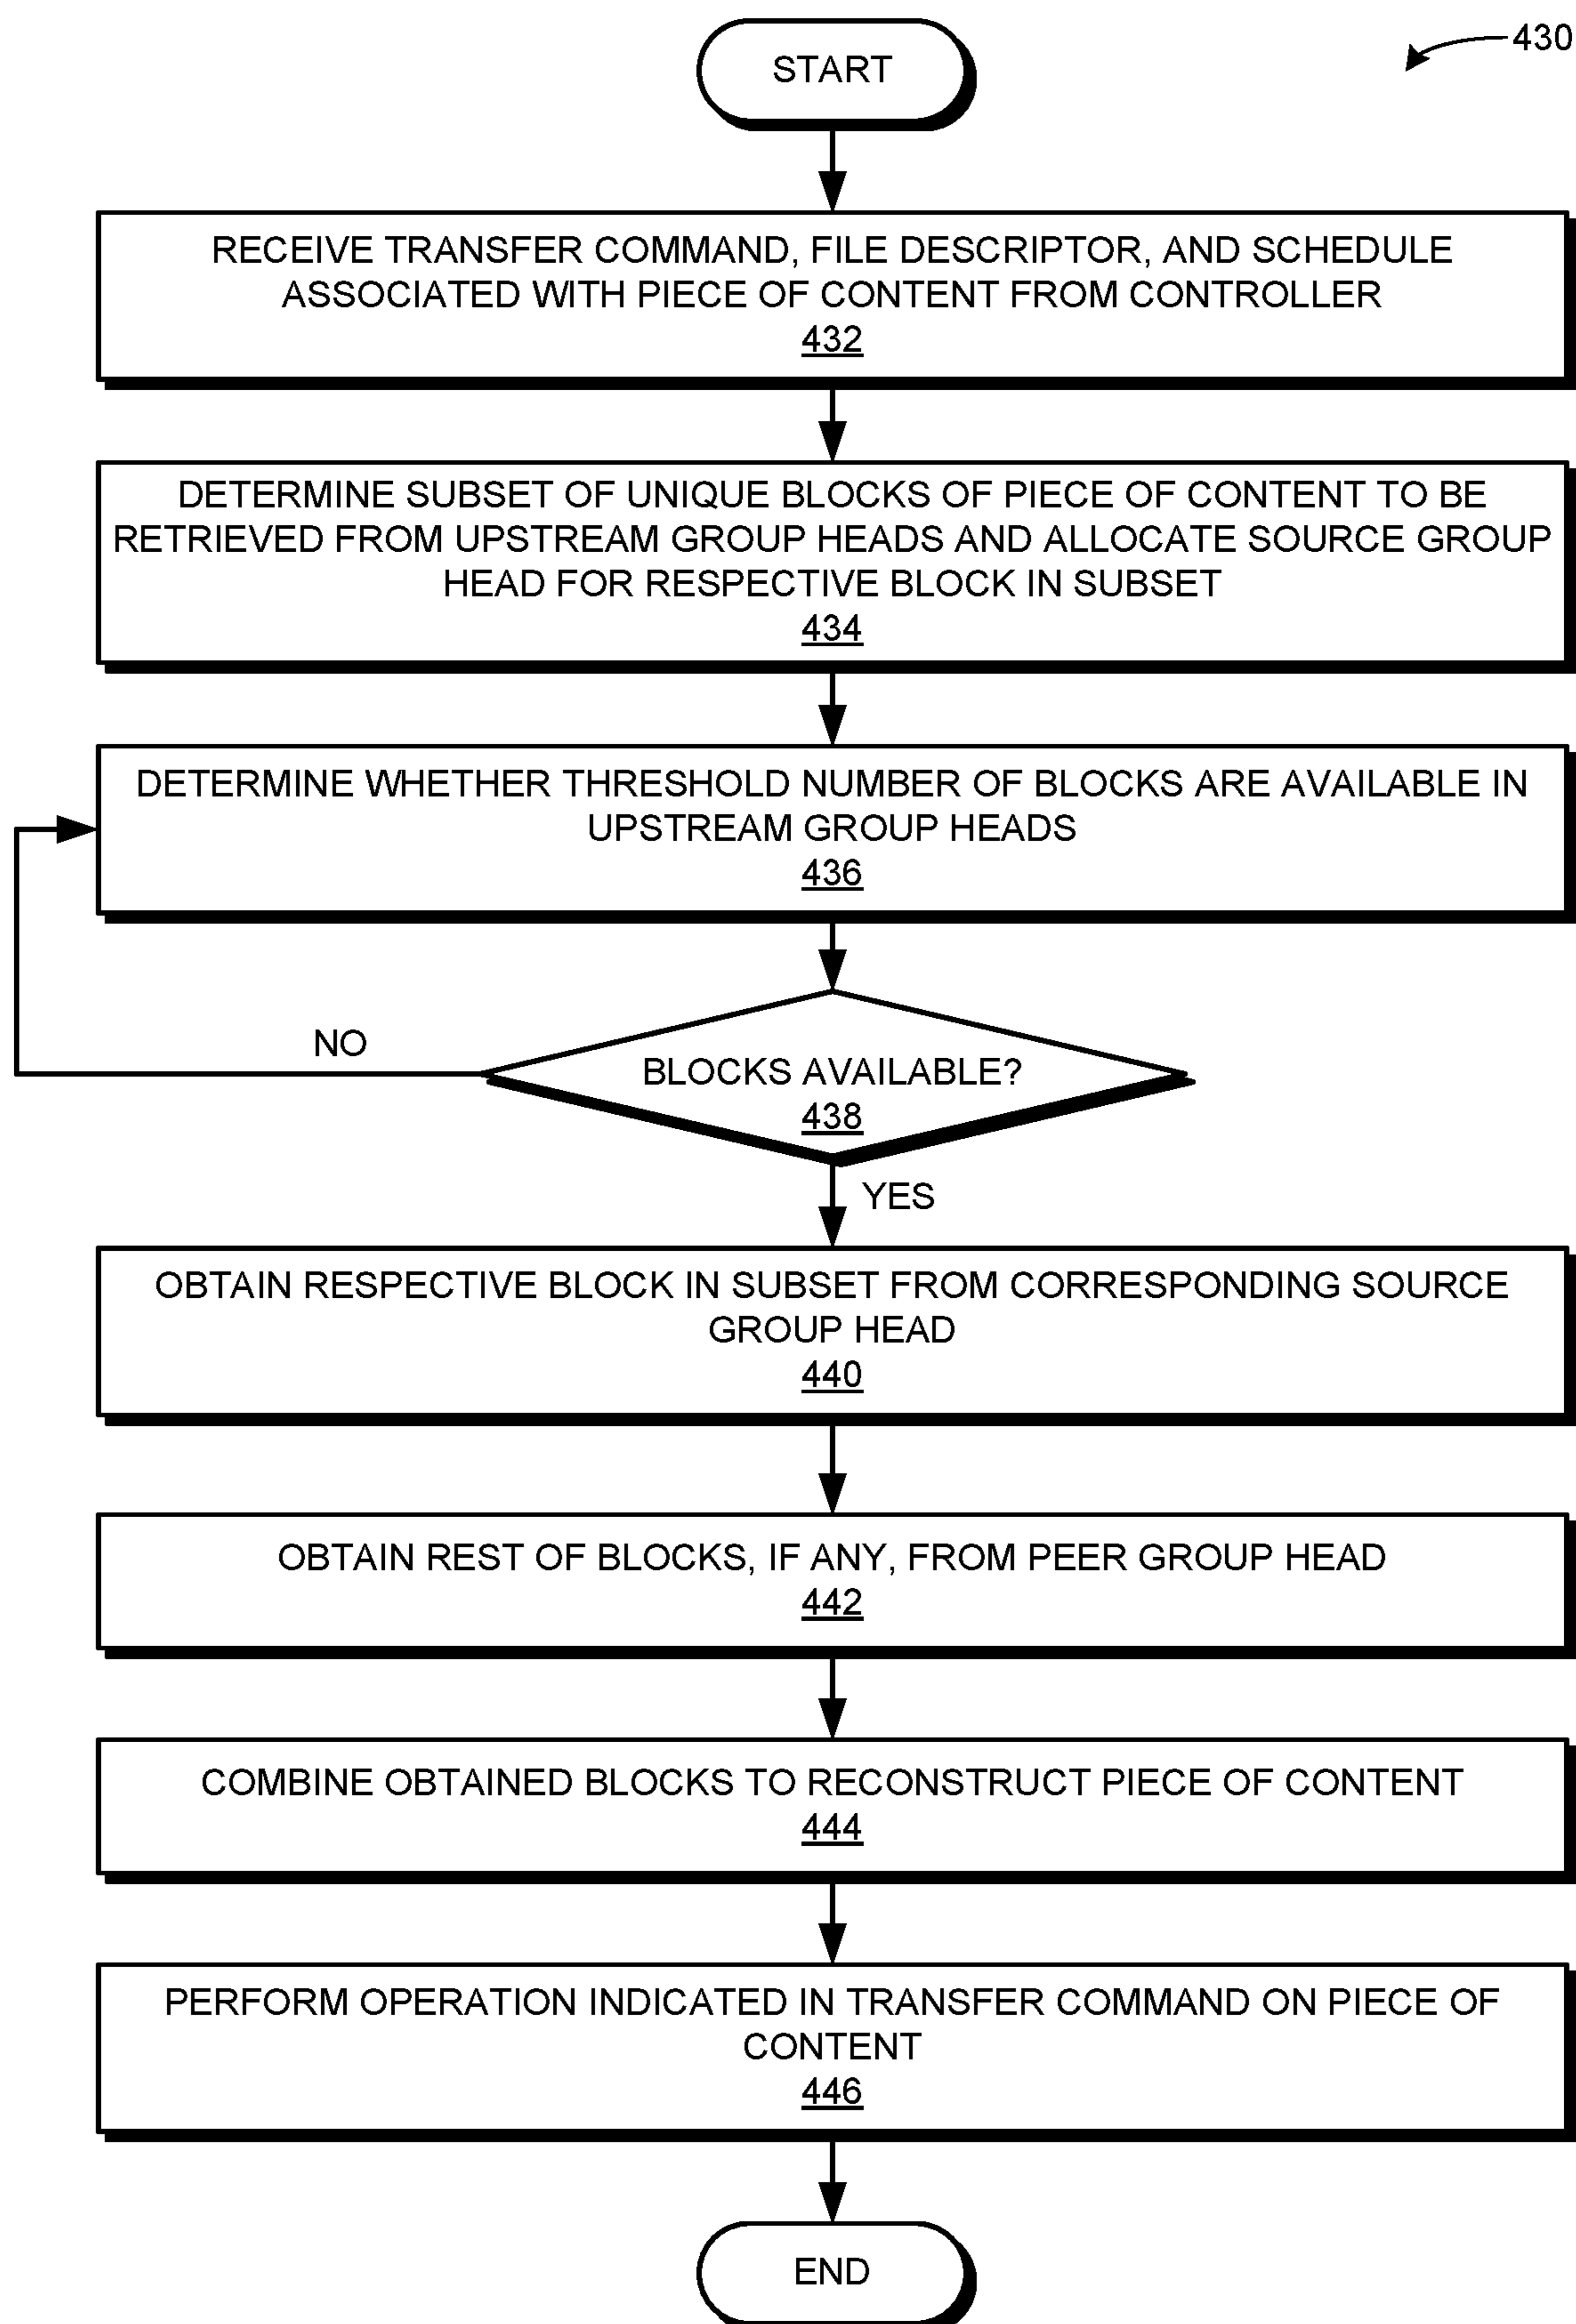 START
430
RECEIVE TRANSFER COMMAND, FILE DESCRIPTOR, AND SCHEDULE
ASSOCIATED WITH PIECE OF CONTENT FROM CONTROLLER
432
DETERMINE SUBSET OF UNIQUE BLOCKS OF PIECE OF CONTENT TO BE
RETRIEVED FROM UPSTREAM GROUP HEADS AND ALLOCATE SOURCE GROUP
HEAD FOR RESPECTIVE BLOCK IN SUBSET
434
DETERMINE WHETHER THRESHOLD NUMBER OF BLOCKS ARE AVAILABLE IN
UPSTREAM GROUP HEADS
436
NO
BLOCKS AVAILABLE?
438
YES
OBTAIN RESPECTIVE BLOCK IN SUBSET FROM CORRESPONDING SOURCE
GROUP HEAD
440
OBTAIN REST OF BLOCKS, IF ANY, FROM PEER GROUP HEAD
442
COMBINE OBTAINED BLOCKS TO RECONSTRUCT PIECE OF CONTENT
444
PERFORM OPERATION INDICATED IN TRANSFER COMMAND ON PIECE OF
CONTENT
446
END